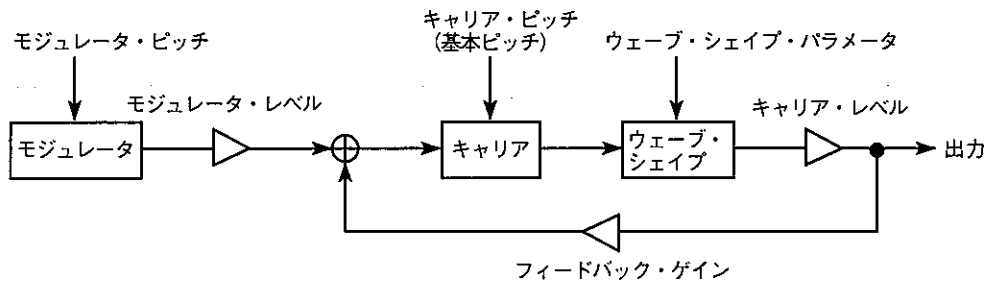 モジュレータ・ピッチ
キャリア・ピッチ
(基本ピッチ)
ウェーブ・シェイプ・パラメータ
モジュレータ・レベル
キャリア・レベル
モジュレータ
キャリア
ウェーブ・
シェイプ
出力
フィードバック・ゲイン